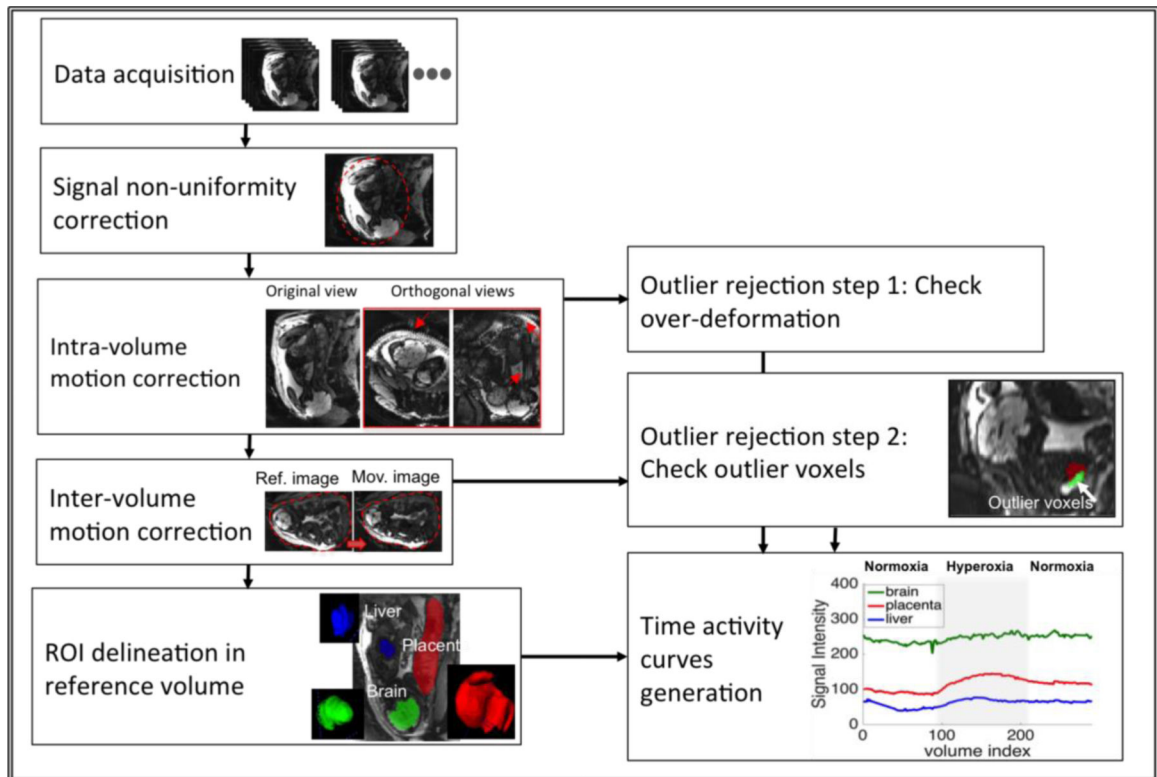 Data acquisition
Signal non-uniformity
correction
Original view
Orthogonal views
Intra-volume
motion correction
Ref. image
Mov. image
Inter-volume
motion correction
ROI delineation in
reference volume
Liver
Placenta
Brain
Outlier rejection step 1: Check
over-deformation
Outlier rejection step 2:
Check outlier voxels
Outlier voxels
Time activity
curves
generation
Normoxia Hyperoxia Normoxia
400
300
200
100
0
Signal Intensity
brain
placenta
liver
0 100 200
volume index